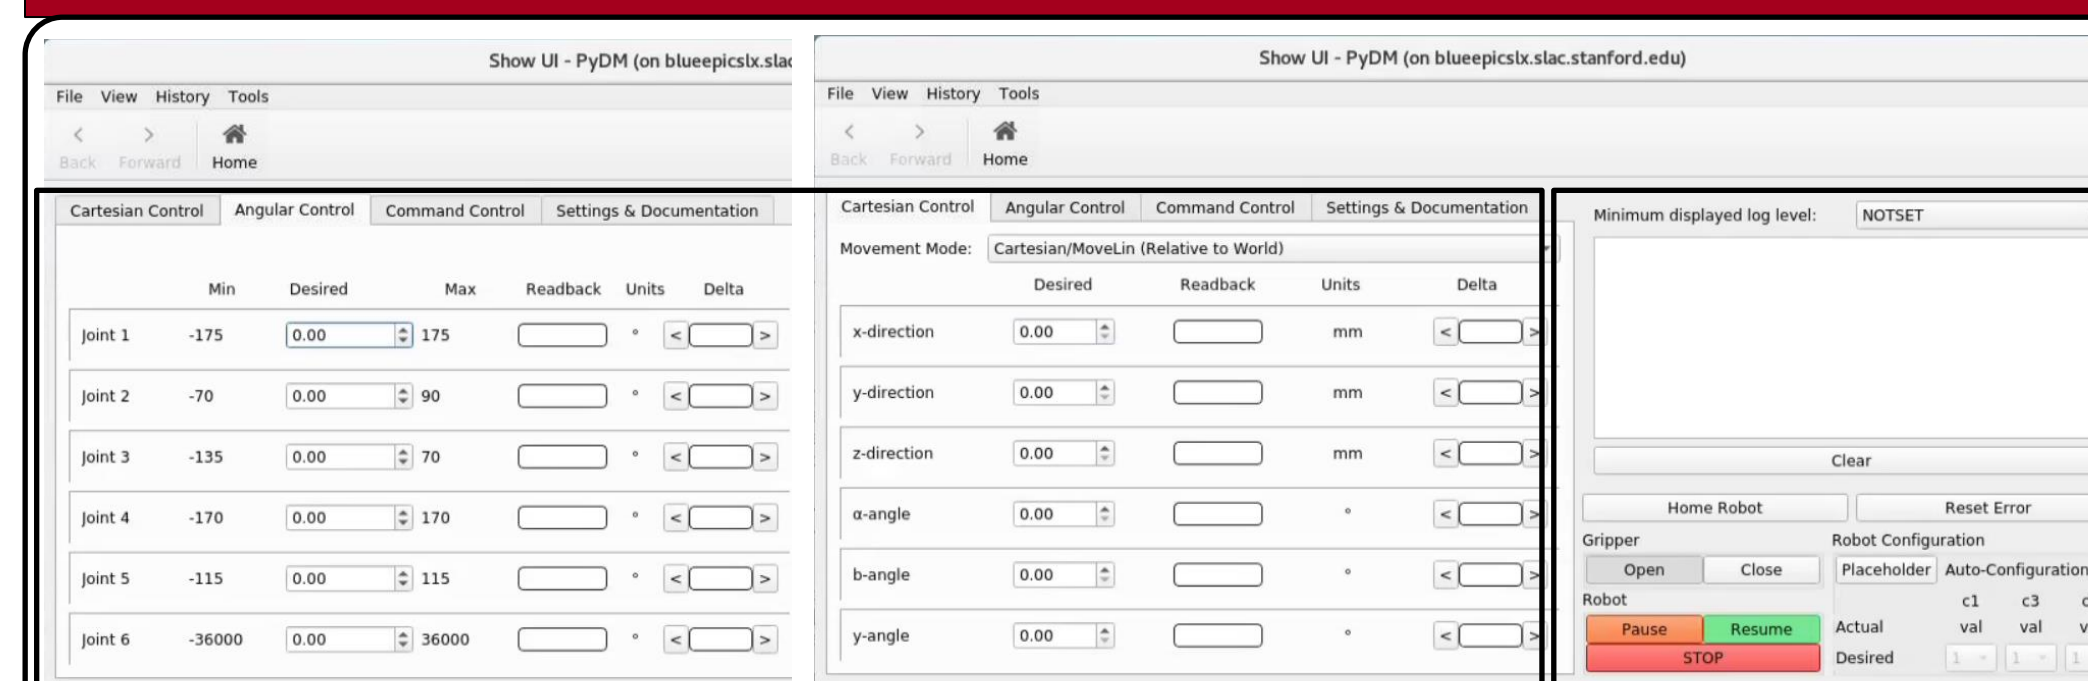 Show UI - PyDM (on blueepicslx.slac
File View History Tools
< >
Back Forward Home
Cartesian Control Angular Control Command Control Settings & Documentation
Min Desired Max Readback Units Delta
Joint 1 -175 0.00 175 ° < >
Joint 2 -70 0.00 90 ° < >
Joint 3 -135 0.00 70 ° < >
Joint 4 -170 0.00 170 ° < >
Joint 5 -115 0.00 115 ° < >
Joint 6 -36000 0.00 36000 ° < >
Show UI - PyDM (on blueepicslx.slac.stanford.edu)
File View History Tools
< >
Back Forward Home
Cartesian Control Angular Control Command Control Settings & Documentation
Movement Mode: Cartesian/MoveLin (Relative to World)
Desired Readback Units Delta
x-direction 0.00 mm < >
y-direction 0.00 mm < >
z-direction 0.00 mm < >
α-angle 0.00 ° < >
b-angle 0.00 ° < >
y-angle 0.00 ° < >
Minimum displayed log level: NOTSET
Clear
Home Robot Reset Error
Gripper Robot Configuration
Open Close Placeholder Auto-Configuration
Robot c1 c3
Pause Resume Actual val val
STOP Desired 1 1 1